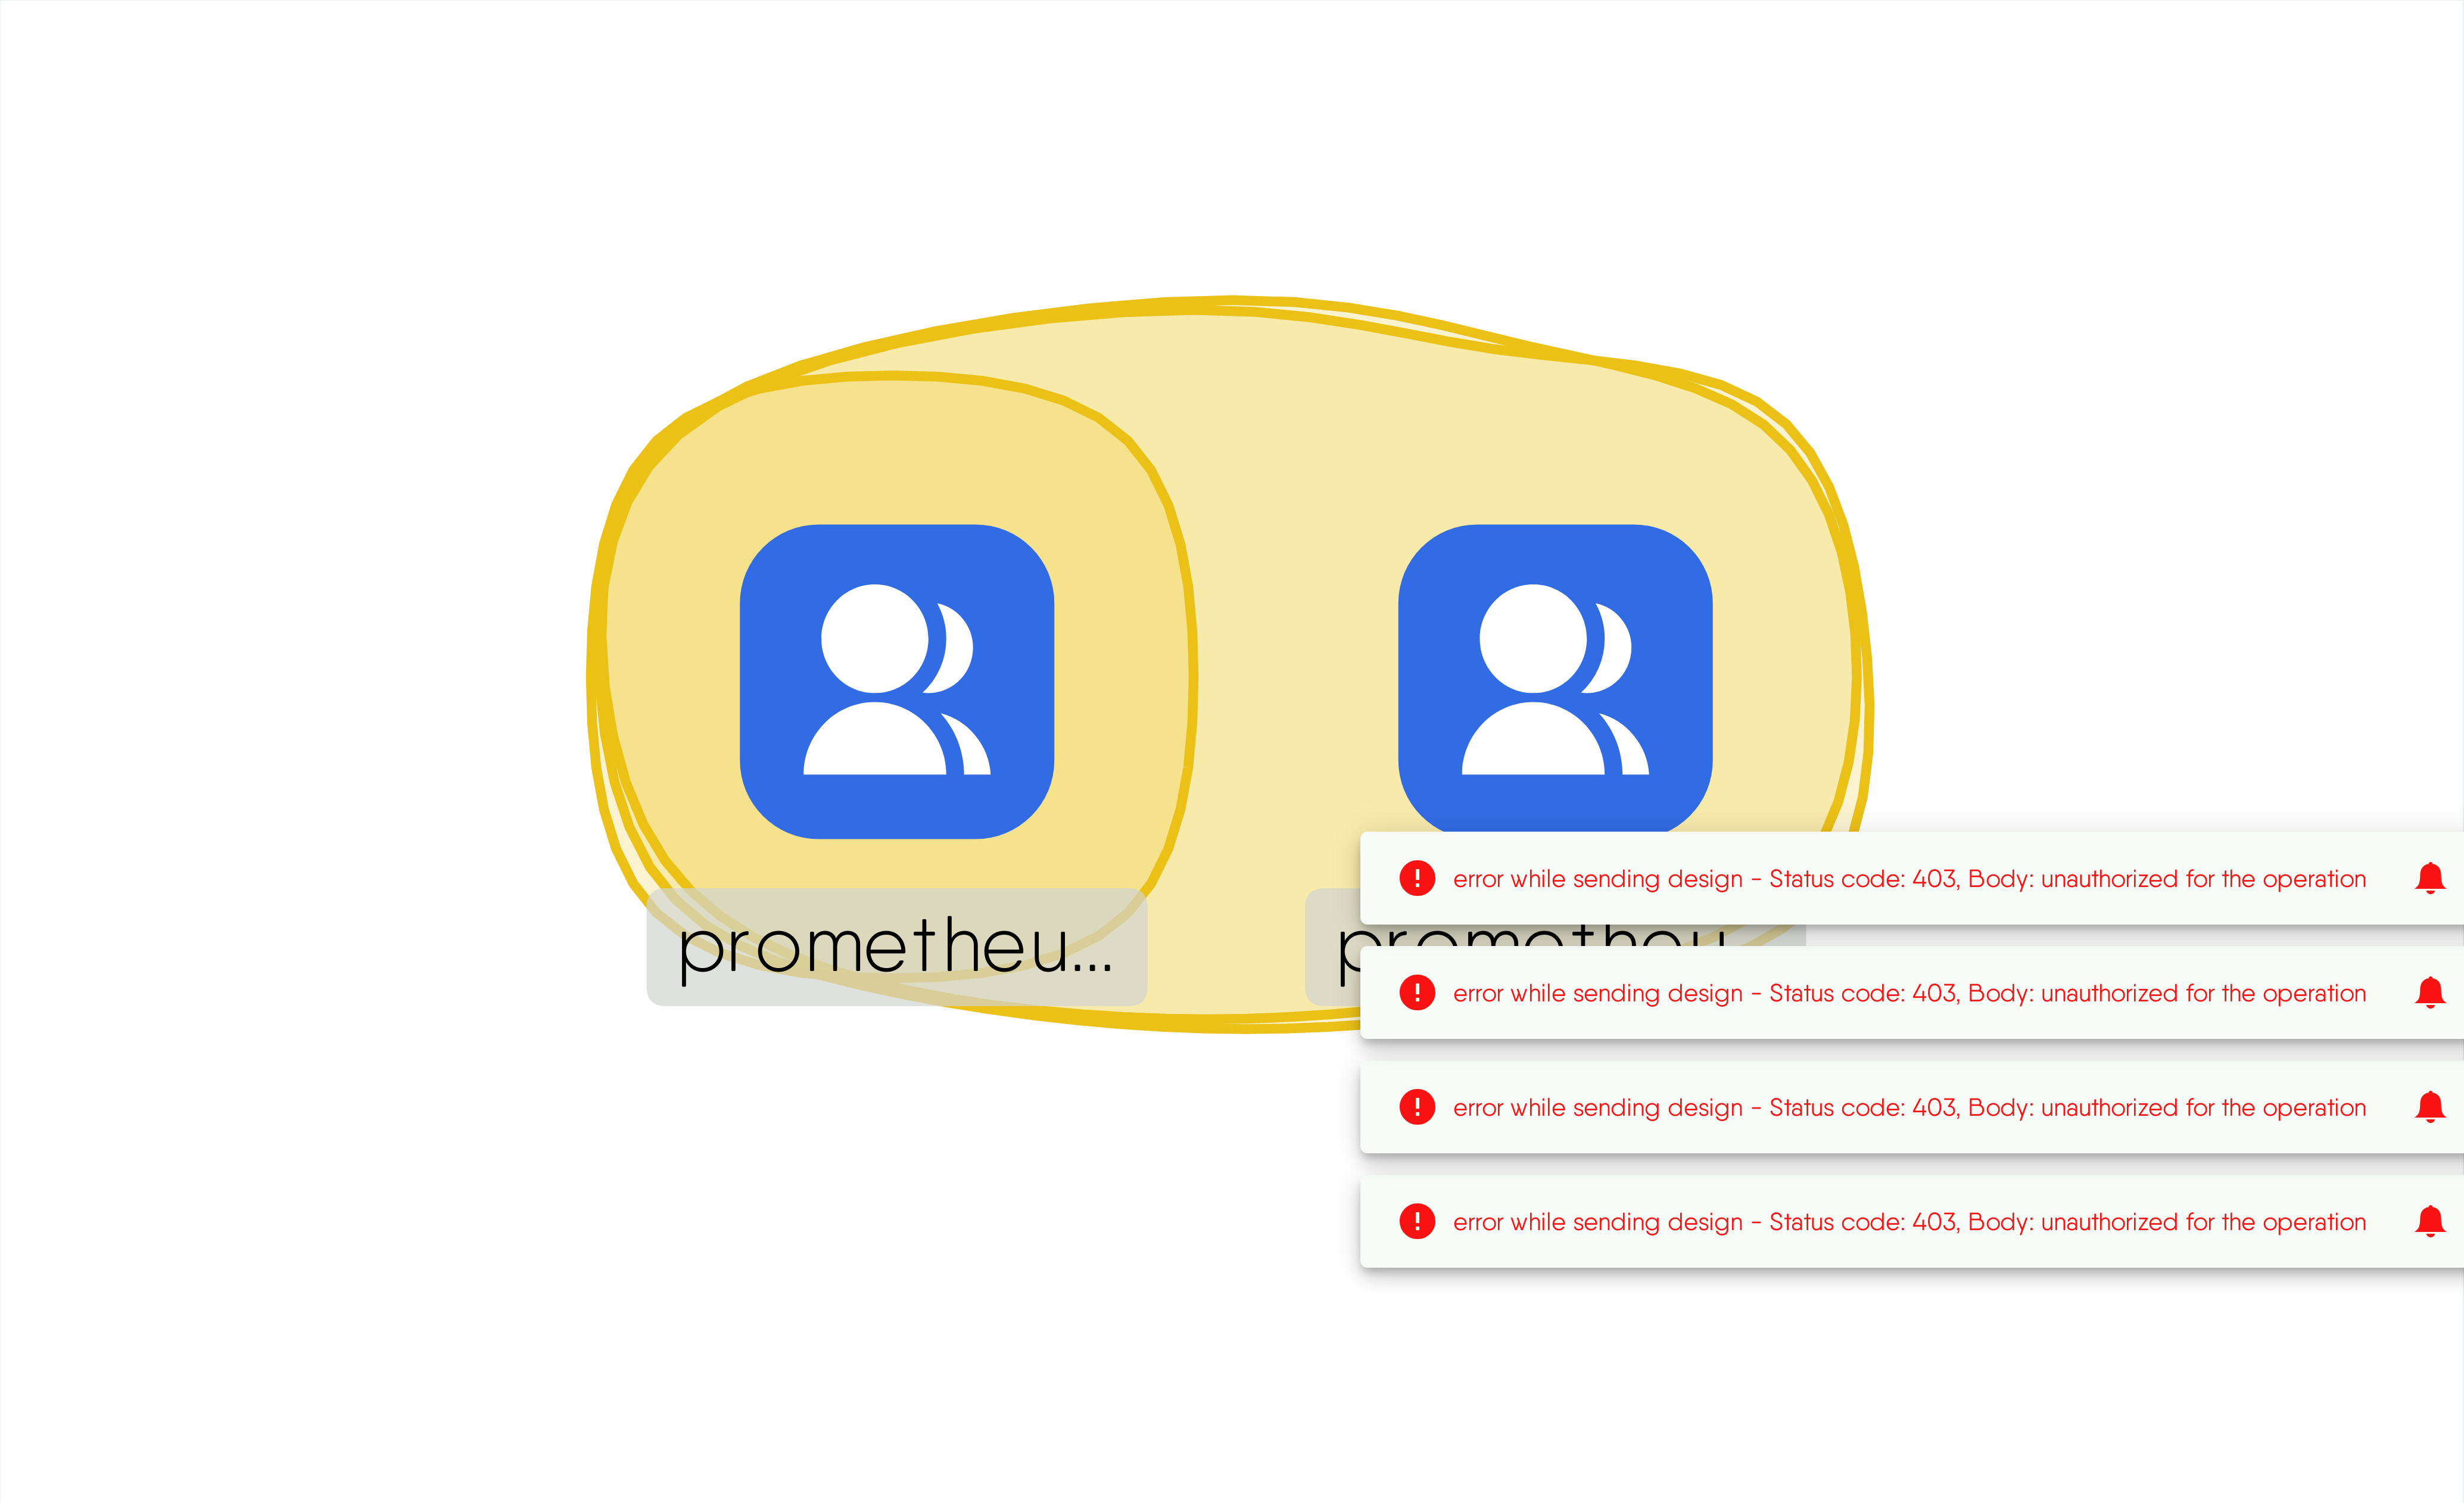 prometheu...
error while sending design - Status code: 403, Body: unauthorized for the operation
error while sending design - Status code: 403, Body: unauthorized for the operation
error while sending design - Status code: 403, Body: unauthorized for the operation
error while sending design - Status code: 403, Body: unauthorized for the operation